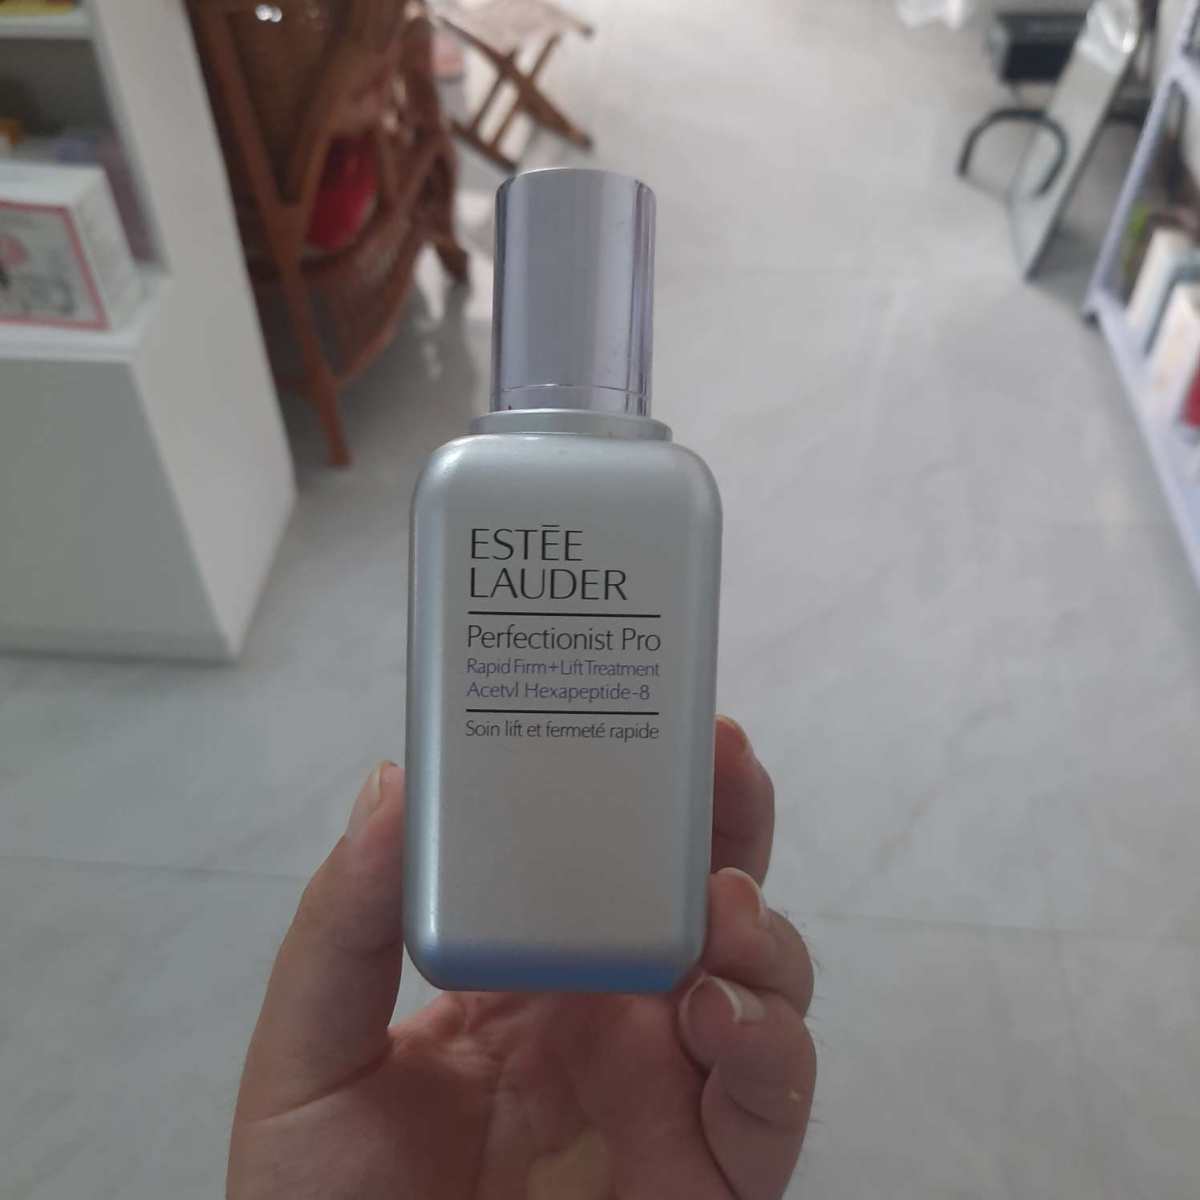 ESTĒE
LAUDER
Perfectionist Pro
Rapid Firm+Lift Treatment
Acetyl Hexapeptide-8
Soin lift et fermeté rapide